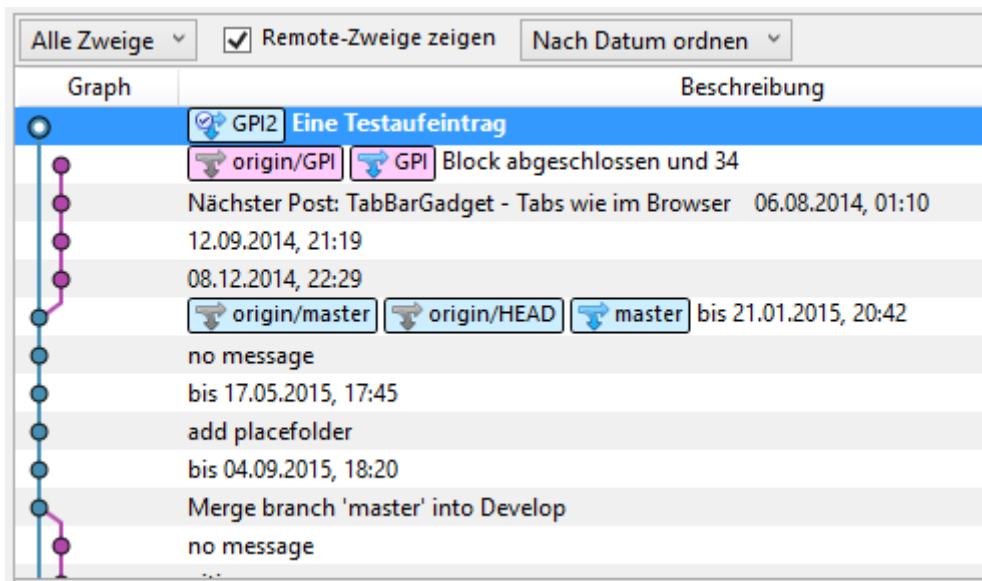 Alle Zweige Remote-Zweige zeigen Nach Datum ordnen
Graph Beschreibung
GPI2 Eine Testaufeintrag
origin/GPI GPI Block abgeschlossen und 34
Nächster Post: TabBarGadget - Tabs wie im Browser 06.08.2014, 01:10
12.09.2014, 21:19
08.12.2014, 22:29
origin/master origin/HEAD master bis 21.01.2015, 20:42
no message
bis 17.05.2015, 17:45
add placefolder
bis 04.09.2015, 18:20
Merge branch 'master' into Develop
no message